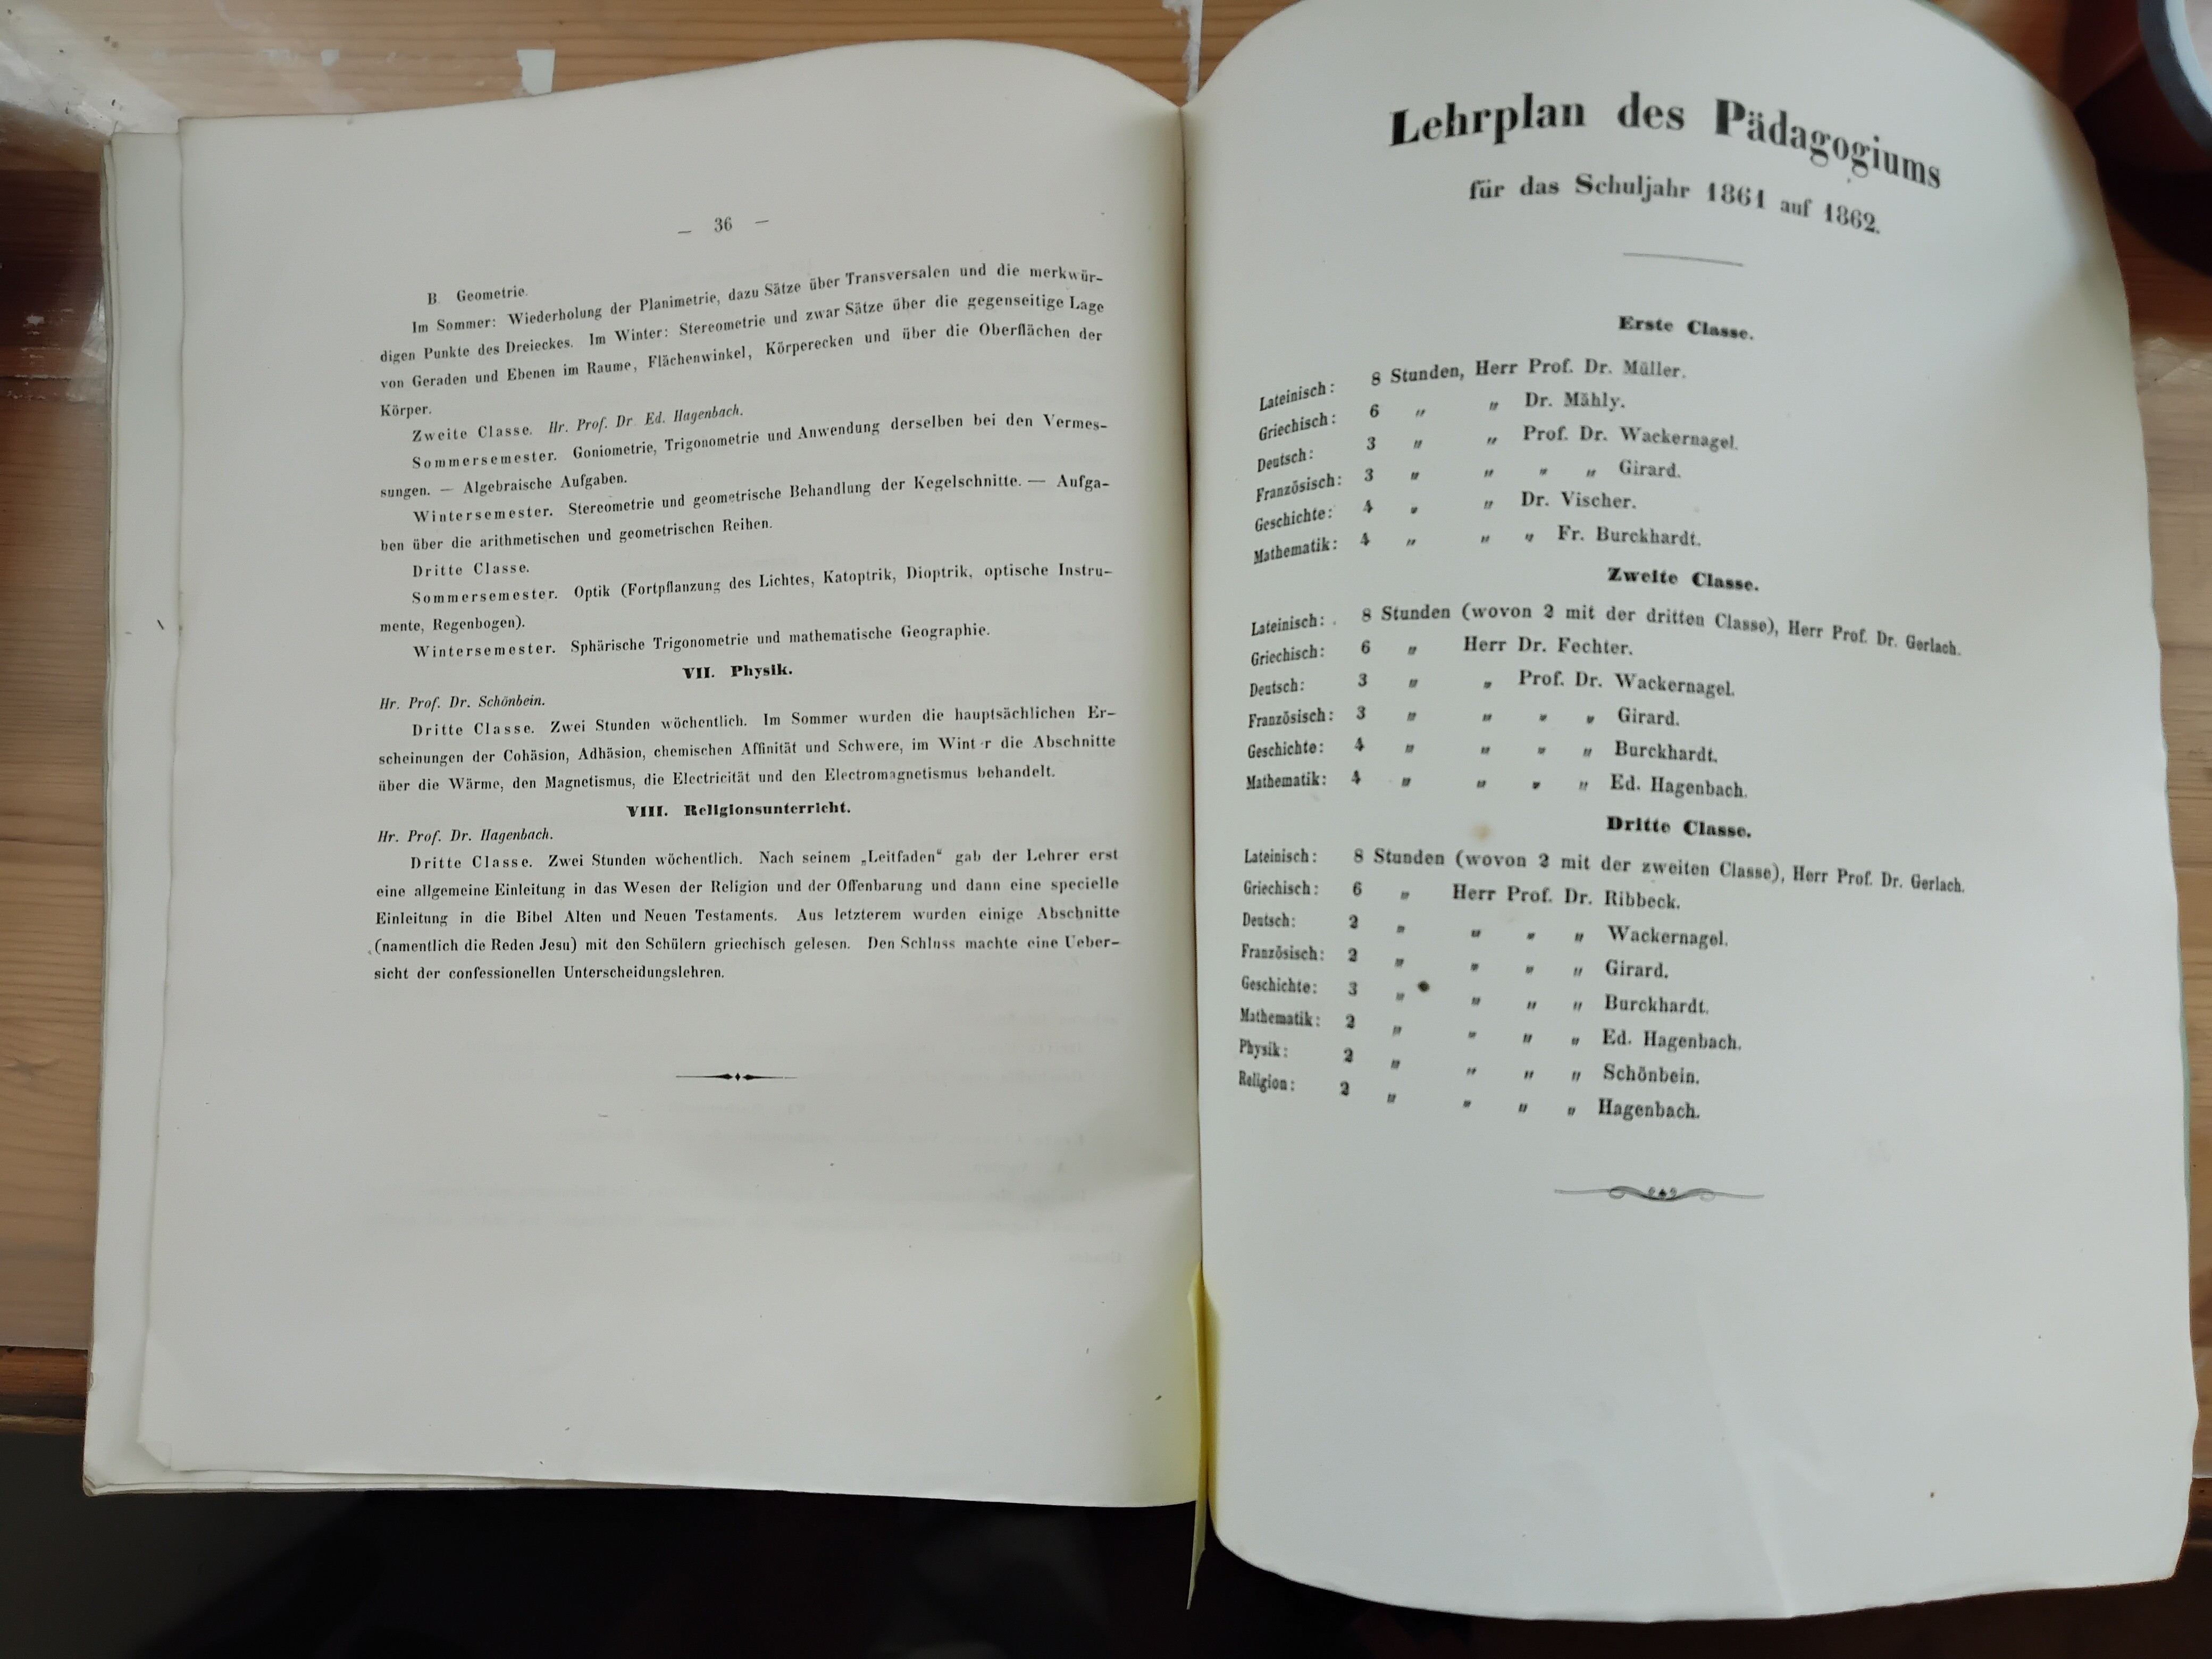 — 36 —
B. Geometrie.
Im Sommer: Wiederholung der Planimetrie, dazu Sätze über Transversalen und die merkwür-
digen Punkte des Dreieckes. Im Winter: Stereometrie und zwar Sätze über die gegenseitige Lage
von Geraden und Ebenen im Raume, Flächenwinkel, Körperecken und über die Oberflächen der
Körper.
Zweite Classe. Hr. Prof. Dr. Ed. Hagenbach.
Sommersemester. Goniometrie, Trigonometrie und Anwendung derselben bei den Vermes-
sungen. — Algebraische Aufgaben.
Wintersemester. Stereometrie und geometrische Behandlung der Kegelschnitte. — Aufga-
ben über die arithmetischen und geometrischen Reihen.
Dritte Classe.
Sommersemester. Optik (Fortpflanzung des Lichtes, Katoptrik, Dioptrik, optische Instru-
mente, Regenbogen).
Wintersemester. Sphärische Trigonometrie und mathematische Geographie.
VII. Physik.
Hr. Prof. Dr. Schönbein.
Dritte Classe. Zwei Stunden wöchentlich. Im Sommer wurden die hauptsächlichen Er-
scheinungen der Cohäsion, Adhäsion, chemischen Affinität und Schwere, im Wint r die Abschnitte
über die Wärme, den Magnetismus, die Electricität und den Electromagnetismus behandelt.
VIII. Religionsunterricht.
Hr. Prof. Dr. Hagenbach.
Dritte Classe. Zwei Stunden wöchentlich. Nach seinem „Leitfaden“ gab der Lehrer erst
eine allgemeine Einleitung in das Wesen der Religion und der Offenbarung und dann eine specielle
Einleitung in die Bibel Alten und Neuen Testaments. Aus letzterem wurden einige Abschnitte
(namentlich die Reden Jesu) mit den Schülern griechisch gelesen. Den Schluss machte eine Ueber-
sicht der confessionellen Unterscheidungslehren.
Lehrplan des Pädagogiums
für das Schuljahr 1861 auf 1862.
Erste Classe.
Lateinisch: 8 Stunden, Herr Prof. Dr. Müller.
Griechisch: 6 „ „ Dr. Mähly.
Deutsch: 3 „ „ Prof. Dr. Wackernagel.
Französisch: 3 „ „ „ „ Girard.
Geschichte: 4 „ „ Dr. Vischer.
Mathematik: 4 „ „ „ Fr. Burckhardt.
Zweite Classe.
Lateinisch: 8 Stunden (wovon 2 mit der dritten Classe), Herr Prof. Dr. Gerlach.
Griechisch: 6 „ Herr Dr. Fechter.
Deutsch: 3 „ „ Prof. Dr. Wackernagel.
Französisch: 3 „ „ „ „ Girard.
Geschichte: 4 „ „ „ „ Burckhardt.
Mathematik: 4 „ „ „ „ Ed. Hagenbach.
Dritte Classe.
Lateinisch: 8 Stunden (wovon 2 mit der zweiten Classe), Herr Prof. Dr. Gerlach.
Griechisch: 6 „ Herr Prof. Dr. Ribbeck.
Deutsch: 2 „ „ „ „ Wackernagel.
Französisch: 2 „ „ „ „ Girard.
Geschichte: 3 „ „ „ „ Burckhardt.
Mathematik: 2 „ „ „ „ Ed. Hagenbach.
Physik: 2 „ „ „ „ Schönbein.
Religion: 2 „ „ „ „ Hagenbach.